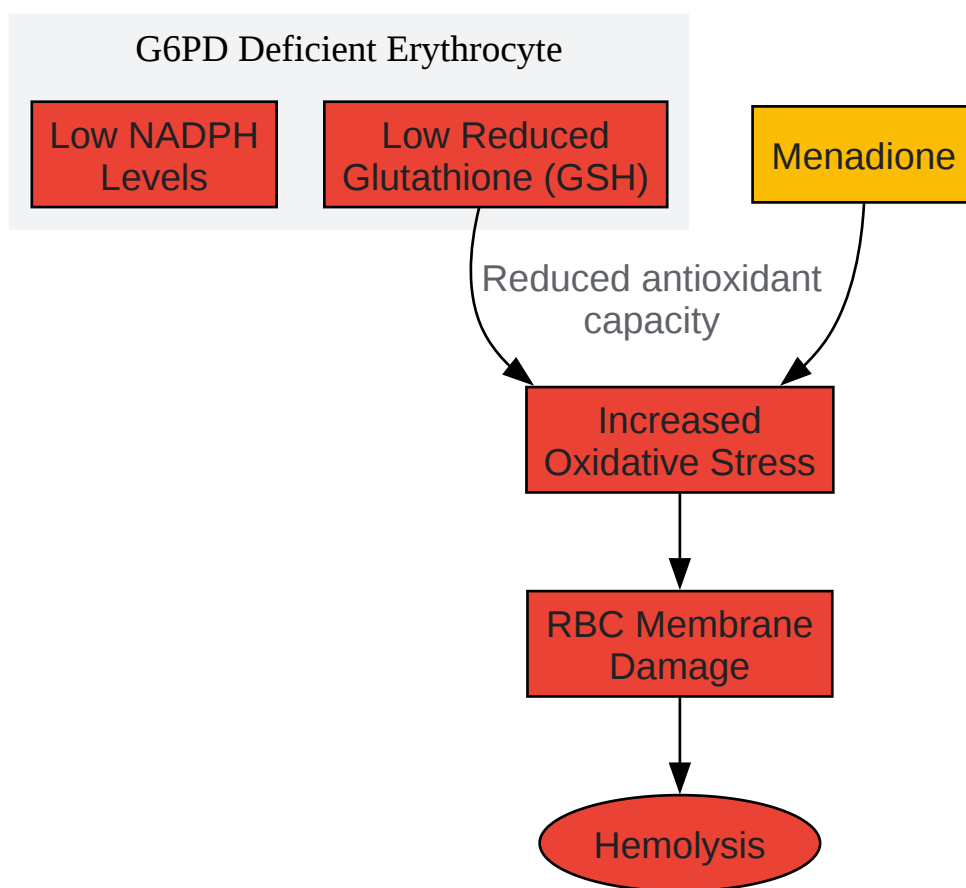 G6PD Deficient Erythrocyte
Low NADPH
Levels
Low Reduced
Glutathione (GSH)
Menadione
Reduced antioxidant
capacity
Increased
Oxidative Stress
RBC Membrane
Damage
Hemolysis